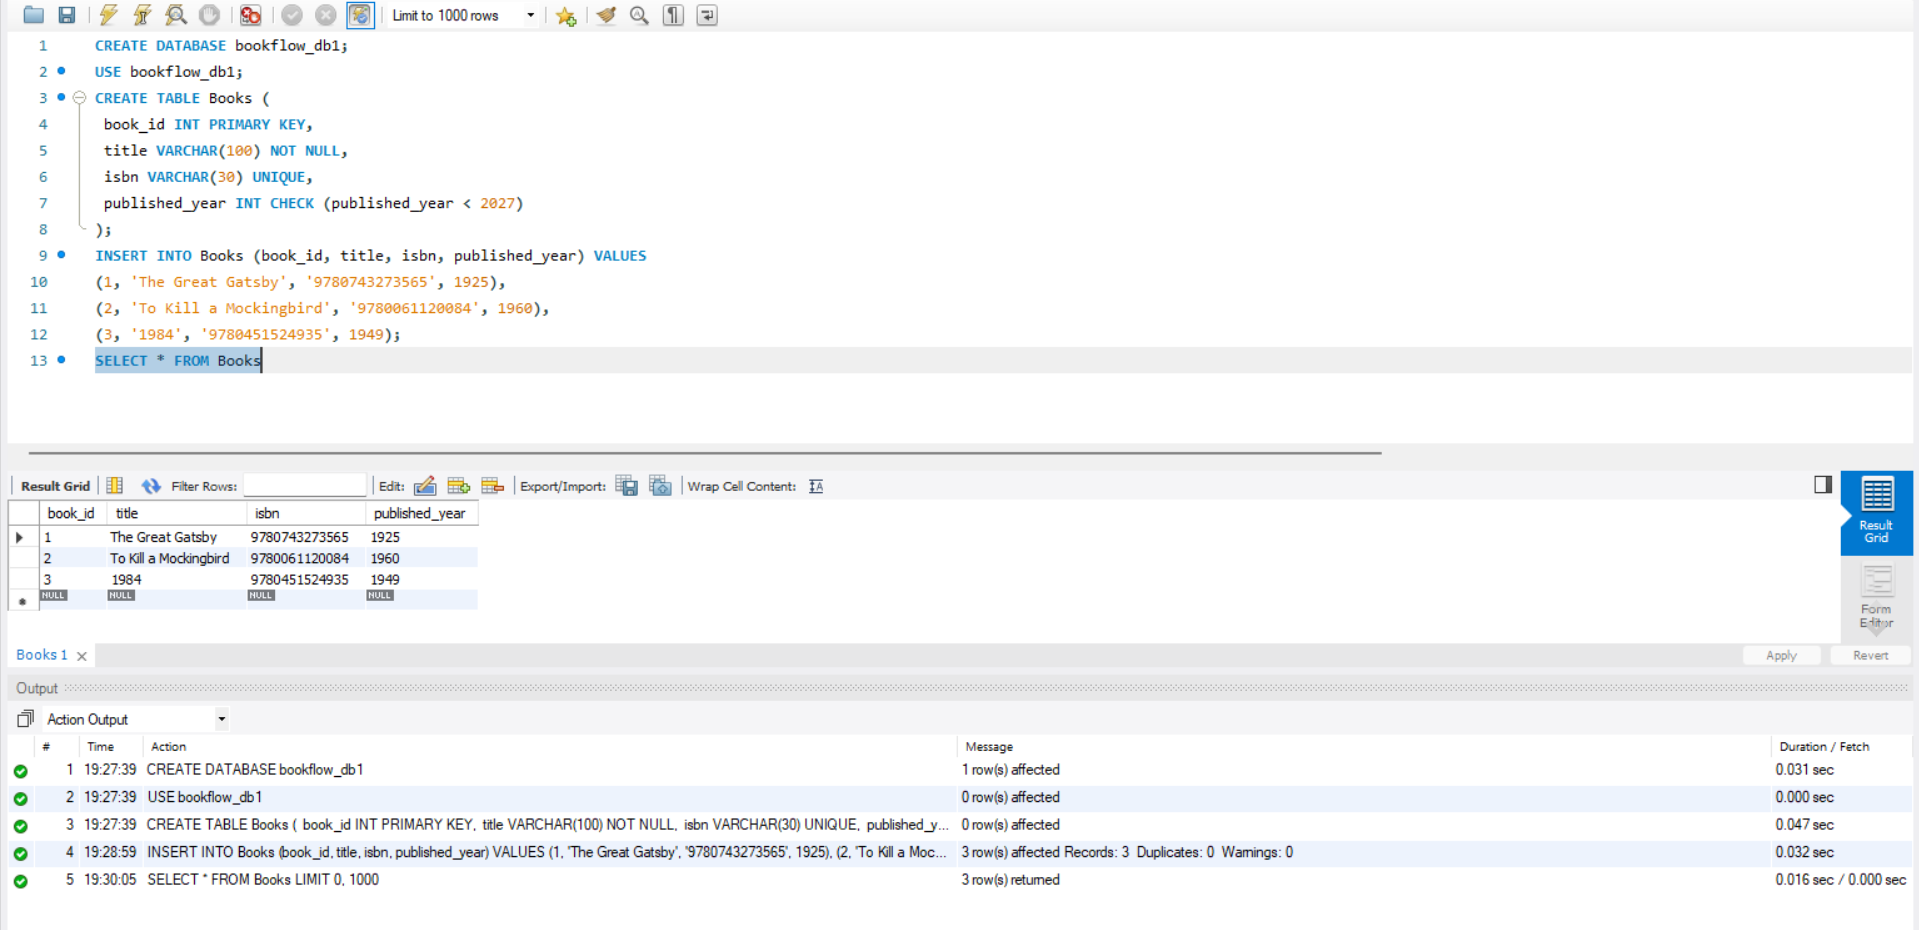 Limit to 1000 rows
1 CREATE DATABASE bookflow_db1;
2 USE bookflow_db1;
3 CREATE TABLE Books (
4 book_id INT PRIMARY KEY,
5 title VARCHAR(100) NOT NULL,
6 isbn VARCHAR(30) UNIQUE,
7 published_year INT CHECK (published_year < 2027)
8 );
9 INSERT INTO Books (book_id, title, isbn, published_year) VALUES
10 (1, 'The Great Gatsby', '9780743273565', 1925),
11 (2, 'To Kill a Mockingbird', '9780061120084', 1960),
12 (3, '1984', '9780451524935', 1949);
13 SELECT * FROM Books
Result Grid Filter Rows: Edit: Export/Import: Wrap Cell Content:
book_id title isbn published_year
1 The Great Gatsby 9780743273565 1925
2 To Kill a Mockingbird 9780061120084 1960
3 1984 9780451524935 1949
NULL NULL NULL NULL
Result
Grid
Form
Editor
Books 1 Apply Revert
Output
Action Output
# Time Action Message Duration / Fetch
1 19:27:39 CREATE DATABASE bookflow_db1 1 row(s) affected 0.031 sec
2 19:27:39 USE bookflow_db1 0 row(s) affected 0.000 sec
3 19:27:39 CREATE TABLE Books ( book_id INT PRIMARY KEY, title VARCHAR(100) NOT NULL, isbn VARCHAR(30) UNIQUE, published_y... 0 row(s) affected 0.047 sec
4 19:28:59 INSERT INTO Books (book_id, title, isbn, published_year) VALUES (1, 'The Great Gatsby', '9780743273565', 1925), (2, 'To Kill a Moc... 3 row(s) affected Records: 3 Duplicates: 0 Warnings: 0 0.032 sec
5 19:30:05 SELECT * FROM Books LIMIT 0, 1000 3 row(s) returned 0.016 sec / 0.000 sec